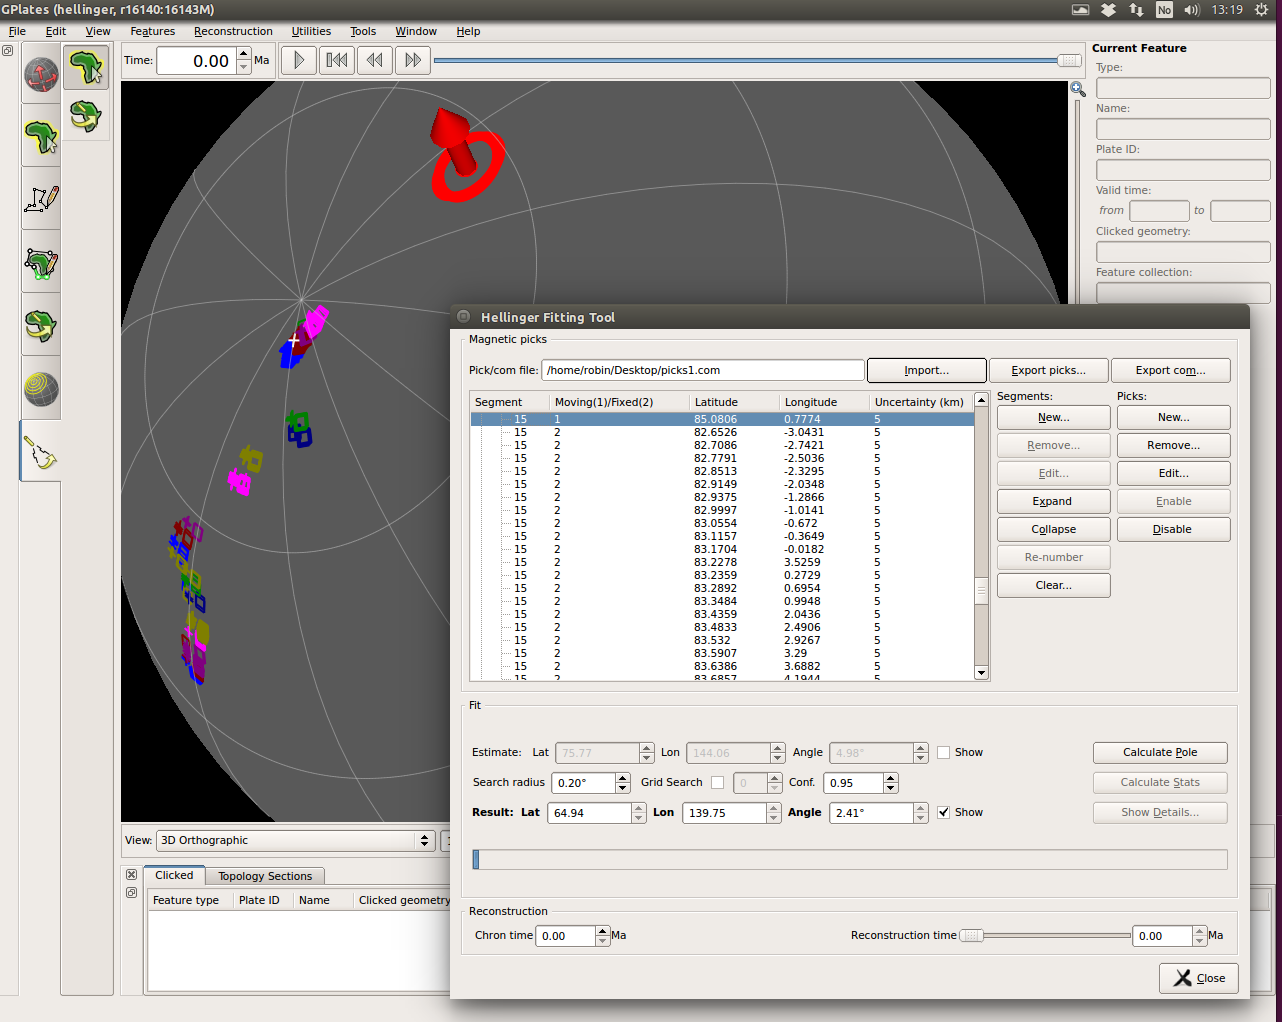 GPlates (hellinger, r16140:16143M)
No 13:19
File Edit View Features Reconstruction Utilities Tools Window Help
Time: 0.00 Ma
Current Feature
Type:
Name:
Plate ID:
Valid time:
from to
Clicked geometry:
Feature collection:
Hellinger Fitting Tool
Magnetic picks
Pick/com file: /home/robin/Desktop/picks1.com Import... Export picks... Export com...
Segment Moving(1)/Fixed(2) Latitude Longitude Uncertainty (km)
15 1 85.0806 0.7774 5
15 2 82.6526 -3.0431 5
15 2 82.7086 -2.7421 5
15 2 82.7791 -2.5036 5
15 2 82.8513 -2.3295 5
15 2 82.9149 -2.0348 5
15 2 82.9375 -1.2866 5
15 2 82.9997 -1.0141 5
15 2 83.0554 -0.672 5
15 2 83.1157 -0.3649 5
15 2 83.1704 -0.0182 5
15 2 83.2278 3.5259 5
15 2 83.2359 0.2729 5
15 2 83.2892 0.6954 5
15 2 83.3484 0.9948 5
15 2 83.4359 2.0436 5
15 2 83.4833 2.4906 5
15 2 83.532 2.9267 5
15 2 83.5907 3.29 5
15 2 83.6386 3.6882 5
15 2 83.6857 4.1944 5
Segments: Picks:
New... New...
Remove... Remove...
Edit... Edit...
Expand Enable
Collapse Disable
Re-number
Clear...
Fit
Estimate: Lat 75.77 Lon 144.06 Angle 4.98° Show Calculate Pole
Search radius 0.20° Grid Search 0 Conf. 0.95 Calculate Stats
Result: Lat 64.94 Lon 139.75 Angle 2.41° Show Show Details...
Reconstruction
Chron time 0.00 Ma Reconstruction time 0.00 Ma
Close
View: 3D Orthographic
Clicked Topology Sections
Feature type Plate ID Name Clicked geometry